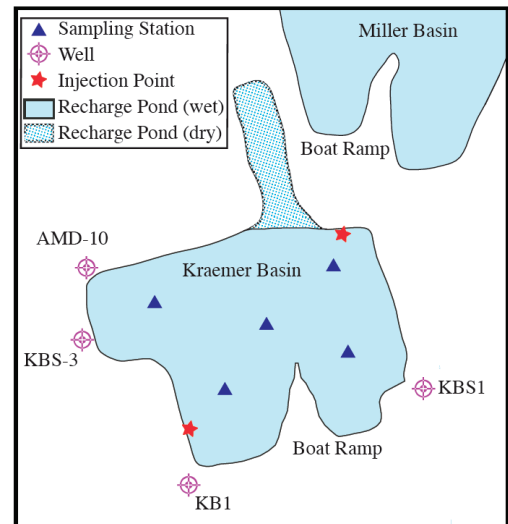 Sampling Station
Well
Injection Point
Recharge Pond (wet)
Recharge Pond (dry)
Miller Basin
Boat Ramp
AMD-10
Kraemer Basin
KBS-3
KBS1
Boat Ramp
KB1